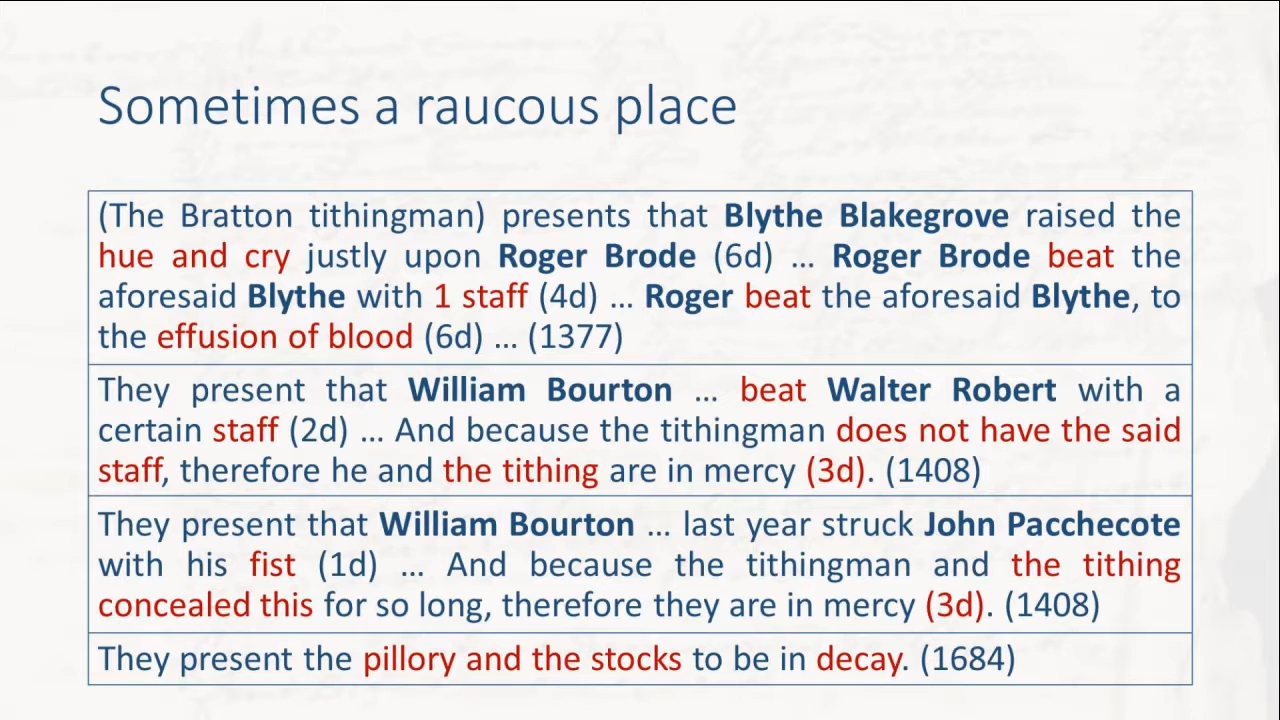 Sometimes a raucous place
(The Bratton tithingman) presents that Blythe Blakegrove raised the
hue and cry justly upon Roger Brode (6d) … Roger Brode beat the
aforesaid Blythe with 1 staff (4d) … Roger beat the aforesaid Blythe, to
the effusion of blood (6d) … (1377)
They present that William Bourton … beat Walter Robert with a
certain staff (2d) … And because the tithingman does not have the said
staff, therefore he and the tithing are in mercy (3d). (1408)
They present that William Bourton … last year struck John Pacchecote
with his fist (1d) … And because the tithingman and the tithing
concealed this for so long, therefore they are in mercy (3d). (1408)
They present the pillory and the stocks to be in decay. (1684)